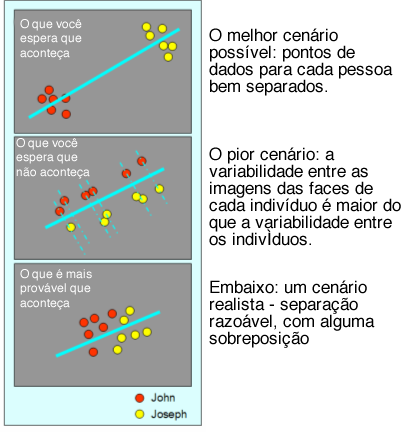 O que você
espera que
aconteça
O melhor cenário
possível: pontos de
dados para cada pessoa
bem separados.
O que você
espera que
não aconteça
O pior cenário: a
variabilidade entre as
imagens das faces de
cada indivíduo é maior do
que a variabilidade entre
os indivÌduos.
O que é mais
provável que
aconteça
Embaixo: um cenário
realista - separação
razoável, com alguma
sobreposição
John
Joseph